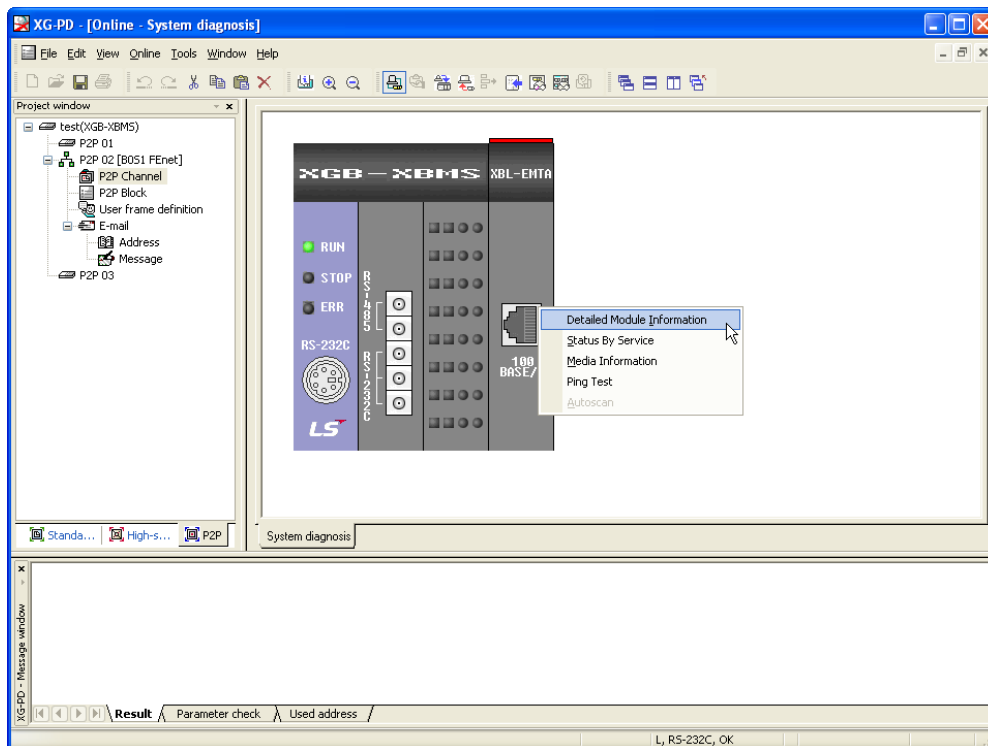 XG-PD - [Online - System diagnosis]
File Edit View Online Tools Window Help
Project window
test(XGB-XBMS)
P2P 01
P2P 02 [B0S1 FEnet]
P2P Channel
P2P Block
User frame definition
E-mail
Address
Message
P2P 03
Standa... High-s... P2P
XGB-XBMS XBL-EMTA
RUN
STOP
ERR
RS-232C
RS-485
RS-232C
LS
100
BASE/
Detailed Module Information
Status By Service
Media Information
Ping Test
Autoscan
System diagnosis
XG-PD - Message window
Result Parameter check Used address
L, RS-232C, OK